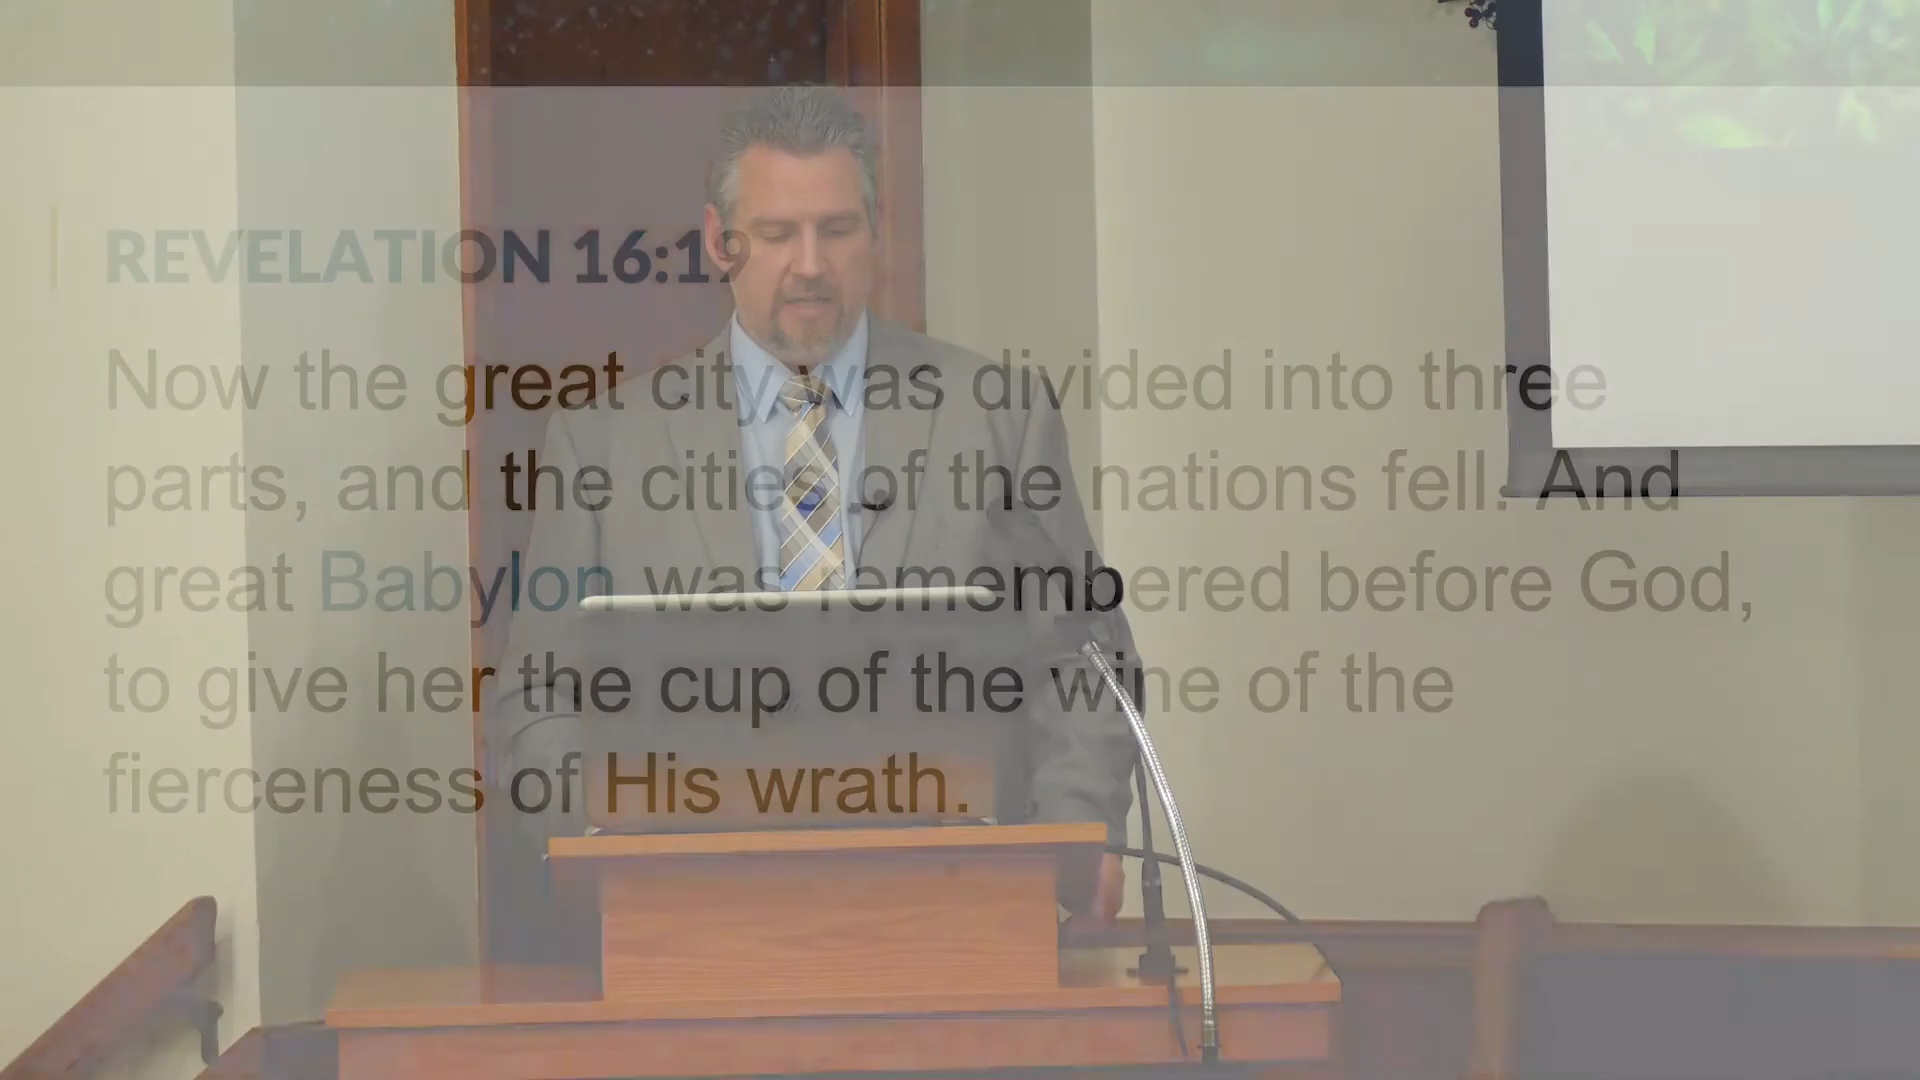 REVELATION 16:19
Now the great city was divided into three
parts, and the cities of the nations fell. And
great Babylon was remembered before God,
to give her the cup of the wine of the
fierceness of His wrath.